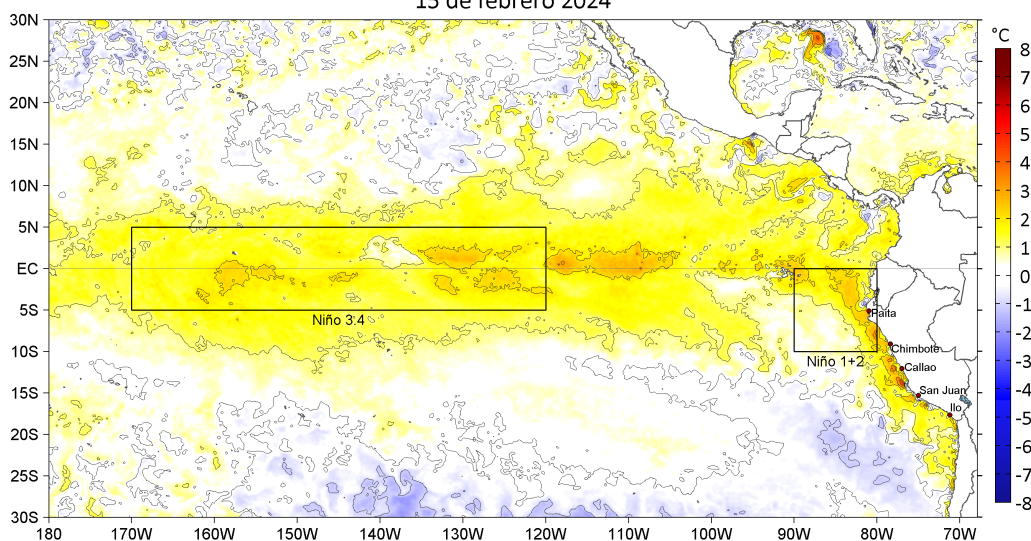 15 de febrero 2024
°C
30N
25N
20N
15N
10N
5N
EC
5S
10S
15S
20S
25S
30S
Niño 3.4
Niño 1+2
Paita
Chimbote
Callao
San Juan
Ilo
8
7
6
5
4
3
2
1
0
-1
-2
-3
-4
-5
-6
-7
-8
180 170W 160W 150W 140W 130W 120W 110W 100W 90W 80W 70W